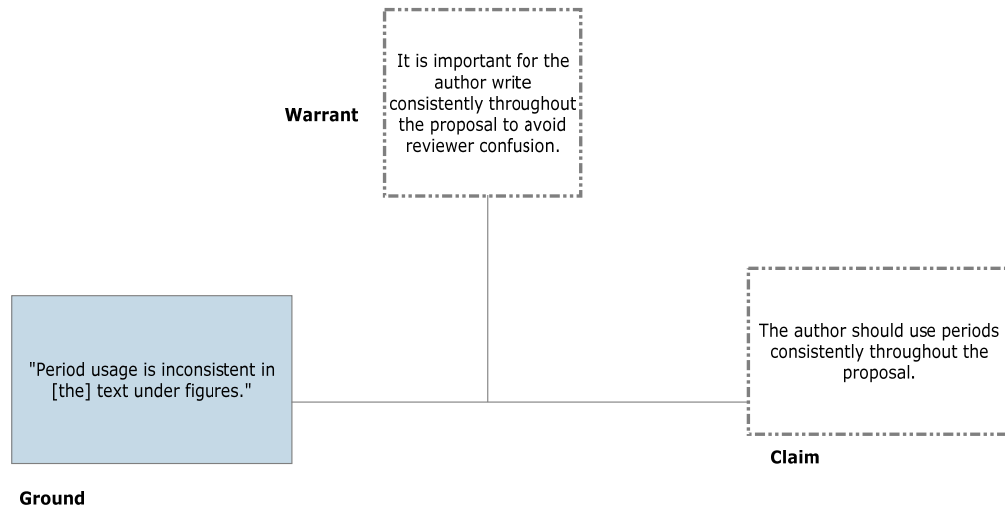 It is important for the
author write
consistently throughout
the proposal to avoid
reviewer confusion.
Warrant
"Period usage is inconsistent in
[the] text under figures."
Ground
The author should use periods
consistently throughout the
proposal.
Claim